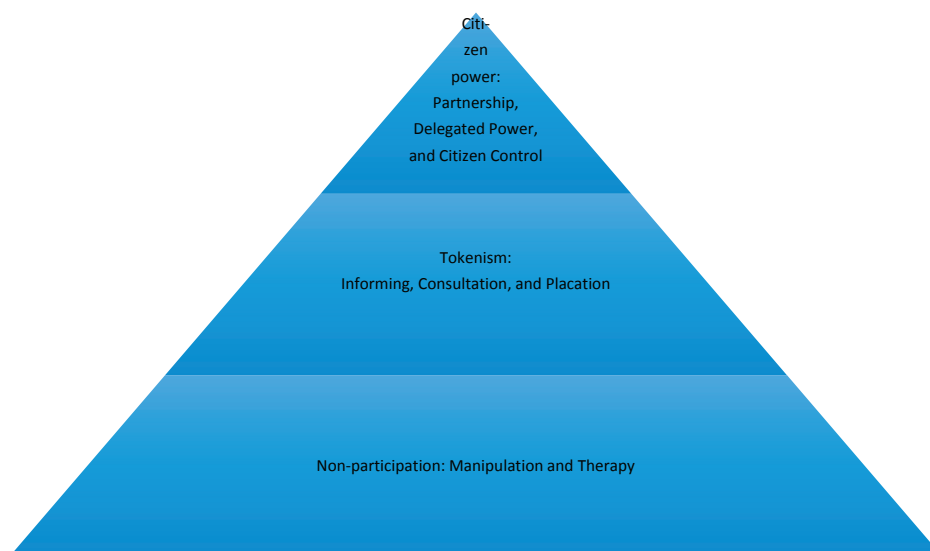 Citi-
zen
power:
Partnership,
Delegated Power,
and Citizen Control
Tokenism:
Informing, Consultation, and Placation
Non-participation: Manipulation and Therapy